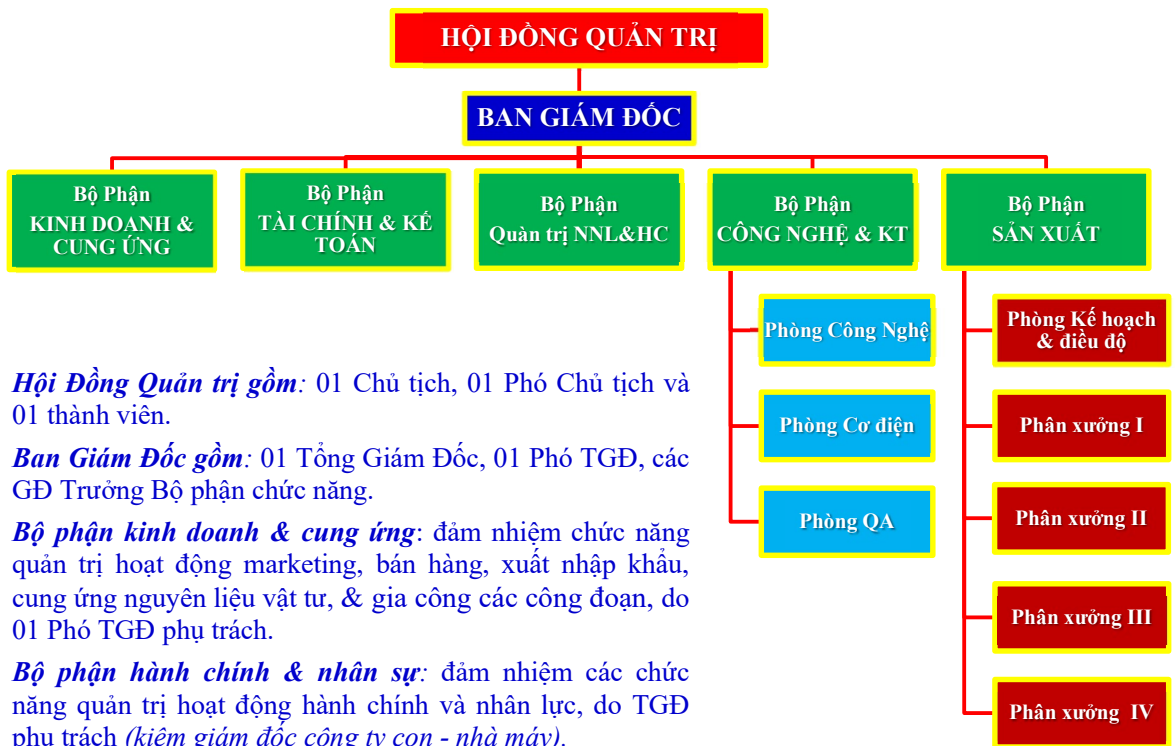 HỘI ĐỒNG QUẢN TRỊ
BAN GIÁM ĐỐC
Bộ Phận
KINH DOANH &
CUNG ỨNG
Bộ Phận
TÀI CHÍNH & KẾ
TOÁN
Bộ Phận
Quàn trị NNL&HC
Bộ Phận
CÔNG NGHỆ & KT
Bộ Phận
SẢN XUẤT
Phòng Công Nghệ
Phòng Cơ điện
Phòng QA
Phòng Kế hoạch
& điều độ
Phân xưởng I
Phân xưởng II
Phân xưởng III
Phân xưởng IV
Hội Đồng Quản trị gồm: 01 Chủ tịch, 01 Phó Chủ tịch và
01 thành viên.
Ban Giám Đốc gồm: 01 Tổng Giám Đốc, 01 Phó TGĐ, các
GĐ Trưởng Bộ phận chức năng.
Bộ phận kinh doanh & cung ứng: đảm nhiệm chức năng
quản trị hoạt động marketing, bán hàng, xuất nhập khẩu,
cung ứng nguyên liệu vật tư, & gia công các công đoạn, do
01 Phó TGĐ phụ trách.
Bộ phận hành chính & nhân sự: đảm nhiệm các chức
năng quản trị hoạt động hành chính và nhân lực, do TGĐ
phụ trách (kiêm giám đốc công ty con - nhà máy).